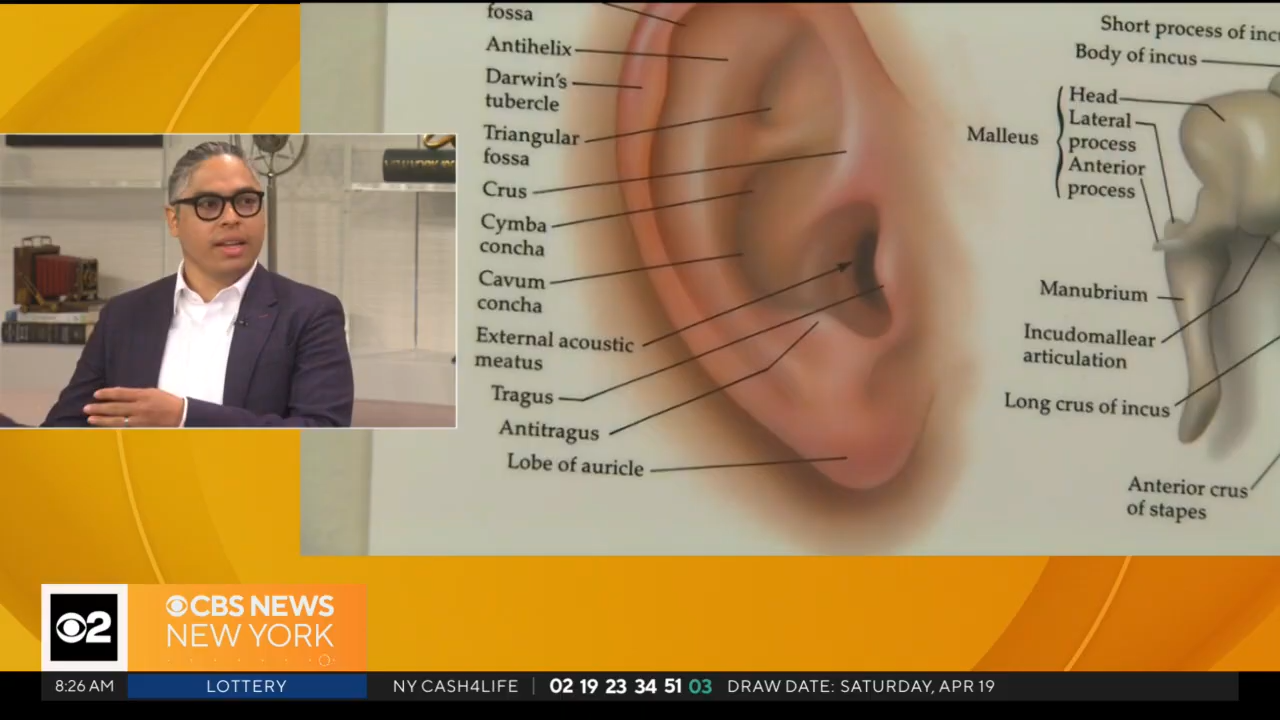 fossa
Antihelix
Darwin's
tubercle
Triangular
fossa
Crus
Cymba
concha
Cavum
concha
External acoustic
meatus
Tragus
Antitragus
Lobe of auricle
Short process of incu
Body of incus
Malleus
Head
Lateral
process
Anterior
process
Manubrium
Incudomallear
articulation
Long crus of incus
Anterior crus
of stapes
2
CBS NEWS
NEW YORK
8:26 AM LOTTERY NY CASH4LIFE 02 19 23 34 51 03 DRAW DATE: SATURDAY, APR 19